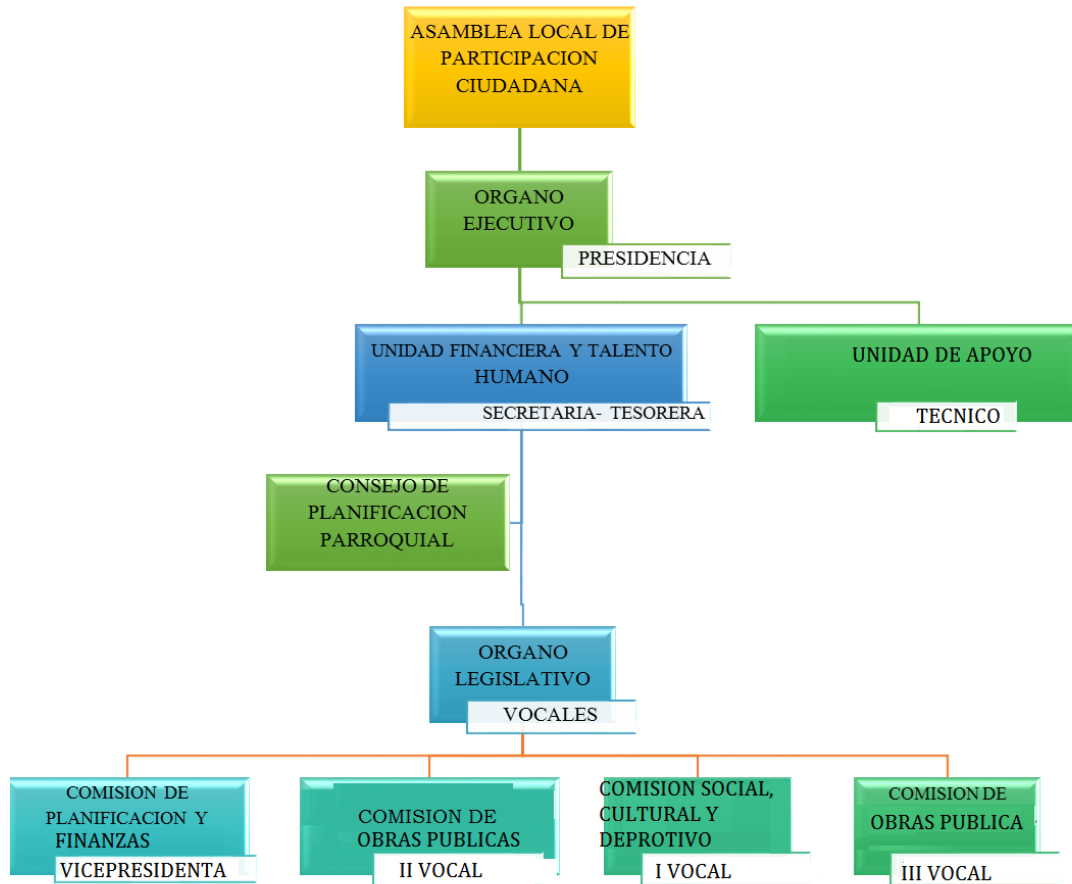 ASAMBLEA LOCAL DE
PARTICIPACION
CIUDADANA
ORGANO
EJECUTIVO
PRESIDENCIA
UNIDAD FINANCIERA Y TALENTO
HUMANO
SECRETARIA- TESORERA
UNIDAD DE APOYO
TECNICO
CONSEJO DE
PLANIFICACION
PARROQUIAL
ORGANO
LEGISLATIVO
VOCALES
COMISION DE
PLANIFICACION Y
FINANZAS
VICEPRESIDENTA
COMISION DE
OBRAS PUBLICAS
II VOCAL
COMISION SOCIAL,
CULTURAL Y
DEPROTIVO
I VOCAL
COMISION DE
OBRAS PUBLICA
III VOCAL